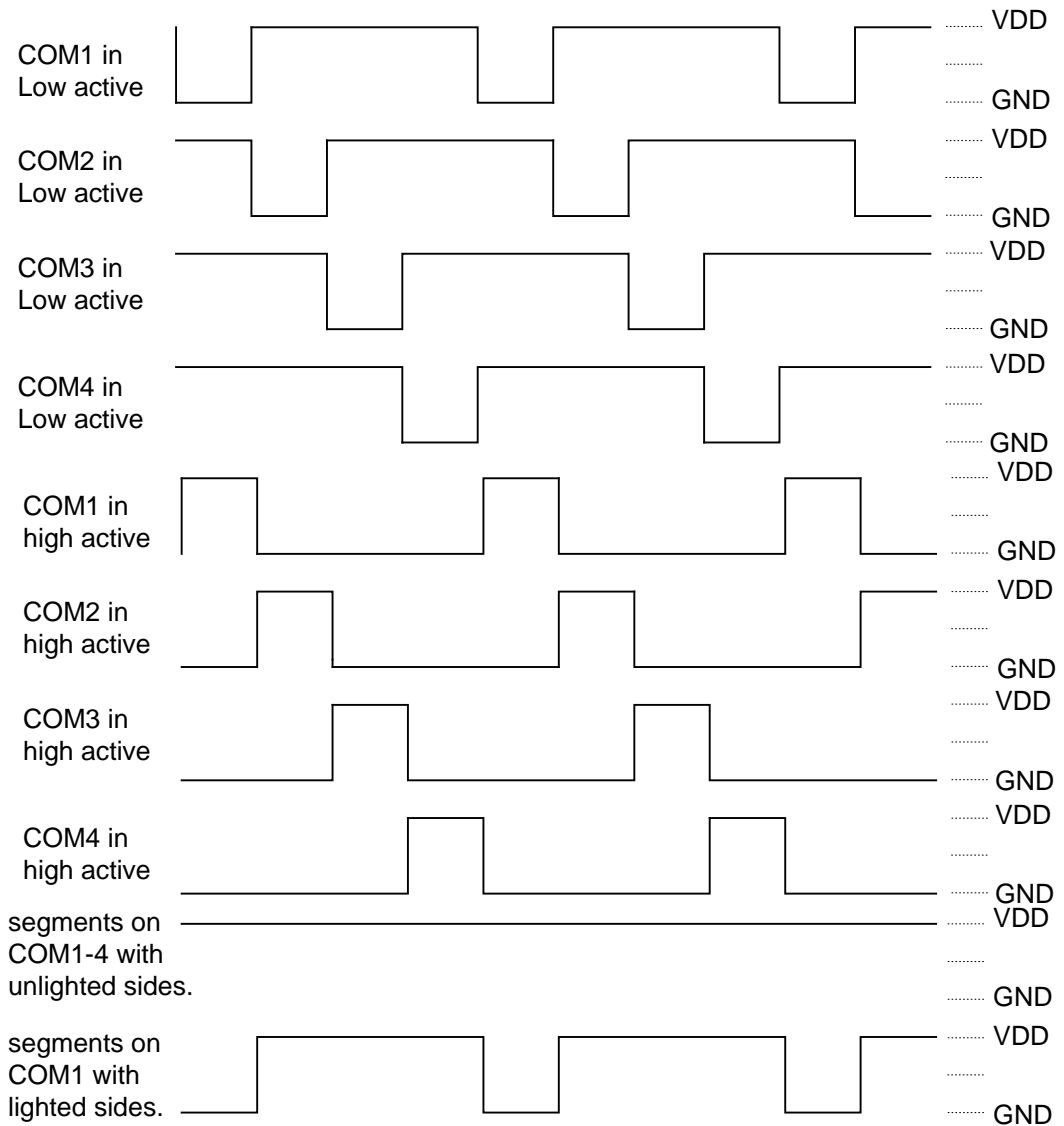 VDD
COM1 in
Low active
GND
VDD
COM2 in
Low active
GND
VDD
COM3 in
Low active
GND
VDD
COM4 in
Low active
GND
VDD
COM1 in
high active
GND
VDD
COM2 in
high active
GND
VDD
COM3 in
high active
GND
VDD
COM4 in
high active
GND
VDD
segments on
COM1-4 with
unlighted sides.
GND
VDD
segments on
COM1 with
lighted sides.
GND